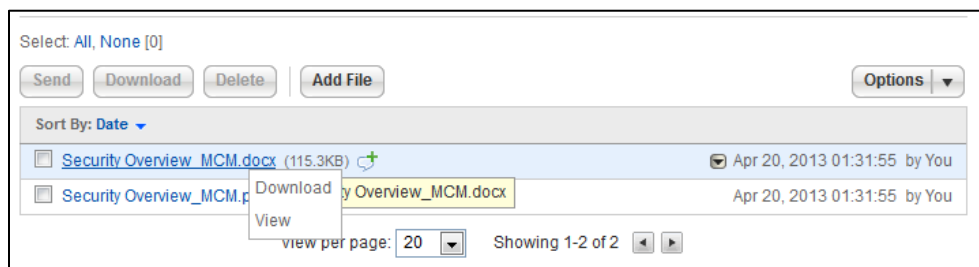 Select: All, None [0]
Send Download Delete Add File Options
Sort By: Date
Security Overview_MCM.docx (115.3KB) Apr 20, 2013 01:31:55 by You
Security Overview_MCM.p Download ty Overview_MCM.docx Apr 20, 2013 01:31:55 by You
View
View per page: 20 Showing 1-2 of 2